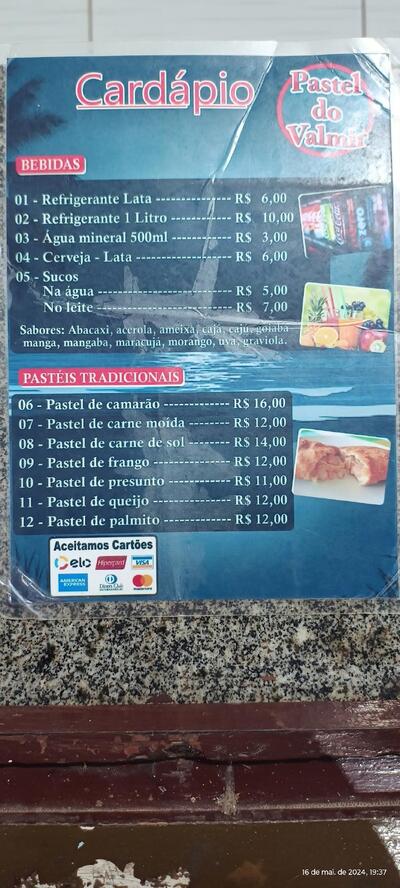 Cardápio
Pastel
do
Valmir
BEBIDAS
01 - Refrigerante Lata ---------------- R$ 6,00
02 - Refrigerante 1 Litro ------------- R$ 10,00
03 - Água mineral 500ml ------------- R$ 3,00
04 - Cerveja - Lata -------------------- R$ 6,00
05 - Sucos
Na água ---------------------------- R$ 5,00
No leite ---------------------------- R$ 7,00
Sabores: Abacaxi, acerola, ameixa, cajá, caju, goiaba
manga, mangaba, maracujá, morango, uva, graviola.
PASTÉIS TRADICIONAIS
06 - Pastel de camarão -------------- R$ 16,00
07 - Pastel de carne moída --------- R$ 12,00
08 - Pastel de carne de sol --------- R$ 14,00
09 - Pastel de frango ---------------- R$ 12,00
10 - Pastel de presunto ------------- R$ 11,00
11 - Pastel de queijo ----------------- R$ 12,00
12 - Pastel de palmito -------------- R$ 12,00
Aceitamos Cartões
elo Hipercard VISA
AMERICAN EXPRESS Diners Club INTERNATIONAL mastercard
16 de mai. de 2024, 19:37